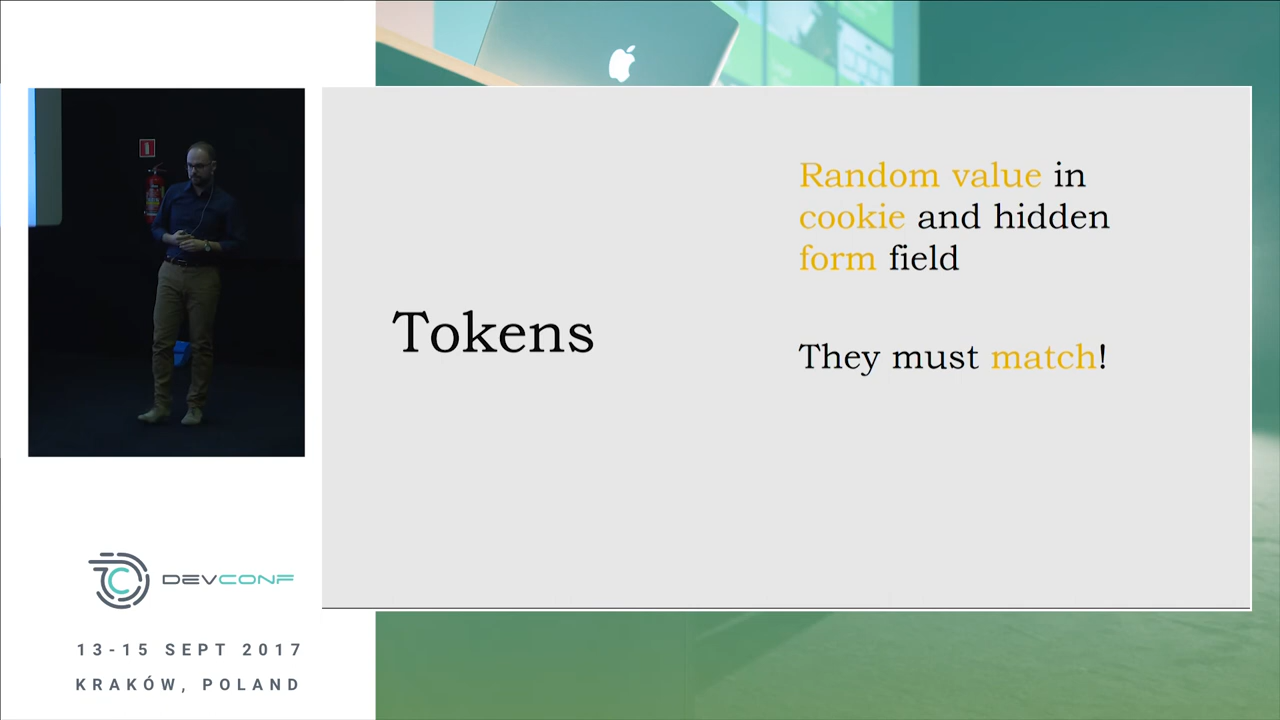 Tokens
Random value in
cookie and hidden
form field
They must match!
DEVCONF
13-15 SEPT 2017
KRAKÓW, POLAND